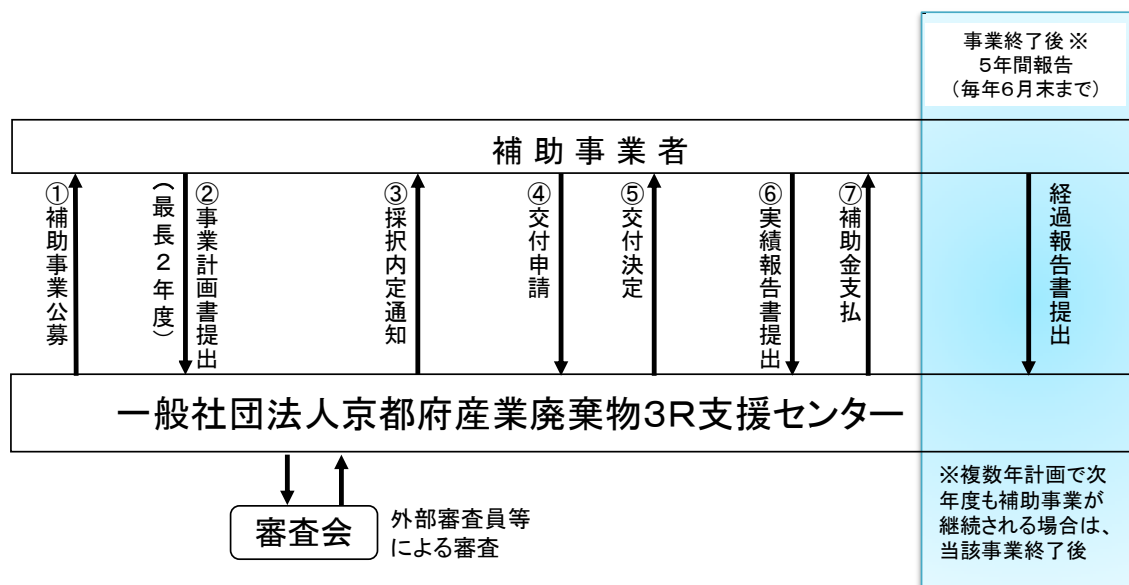 事業終了後※
5年間報告
(毎年6月末まで)
補助事業者
①補助事業公募
②事業計画書提出
(最長2年度)
③採択内定通知
④交付申請
⑤交付決定
⑥実績報告書提出
⑦補助金支払
経過報告書提出
一般社団法人京都府産業廃棄物3R支援センター
審査会
外部審査員等
による審査
※複数年計画で次
年度も補助事業が
継続される場合は、
当該事業終了後